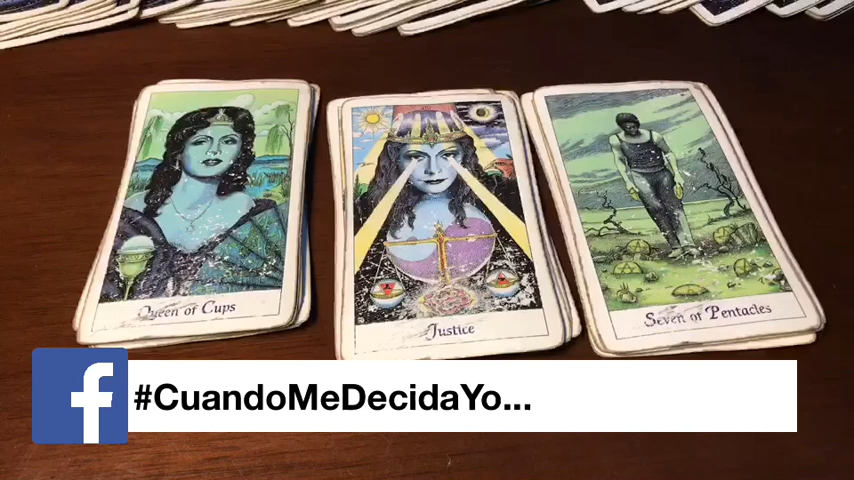 Queen of Cups
Justice
Seven of Pentacles
#CuandoMeDecidaYo...